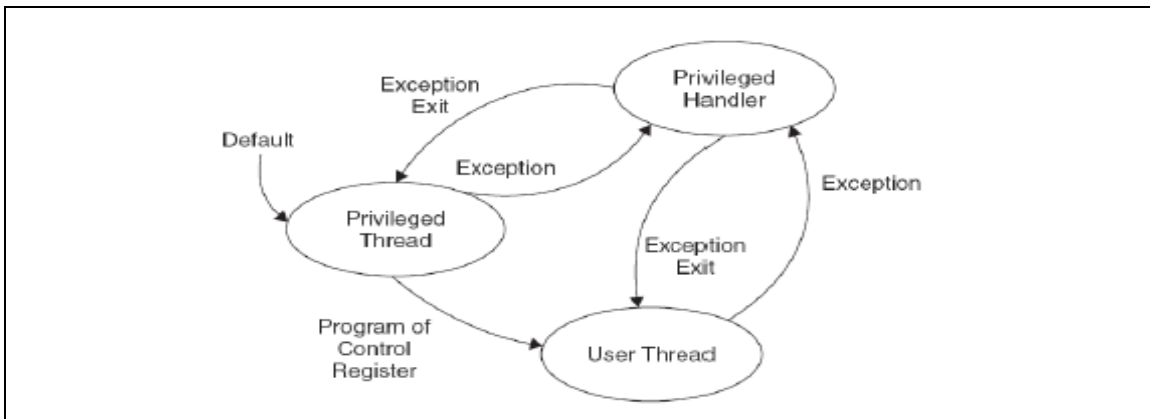 Privileged
Handler
Exception
Exit
Default
Exception
Exception
Privileged
Thread
Exception
Exit
Program of
Control
Register
User Thread